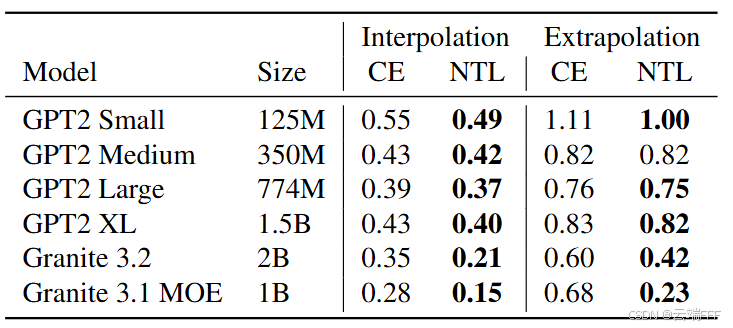 Interpolation Extrapolation
Model Size CE NTL CE NTL
GPT2 Small 125M 0.55 0.49 1.11 1.00
GPT2 Medium 350M 0.43 0.42 0.82 0.82
GPT2 Large 774M 0.39 0.37 0.76 0.75
GPT2 XL 1.5B 0.43 0.40 0.83 0.82
Granite 3.2 2B 0.35 0.21 0.60 0.42
Granite 3.1 MOE 1B 0.28 0.15 0.68 0.23
CSDN @云端FFF